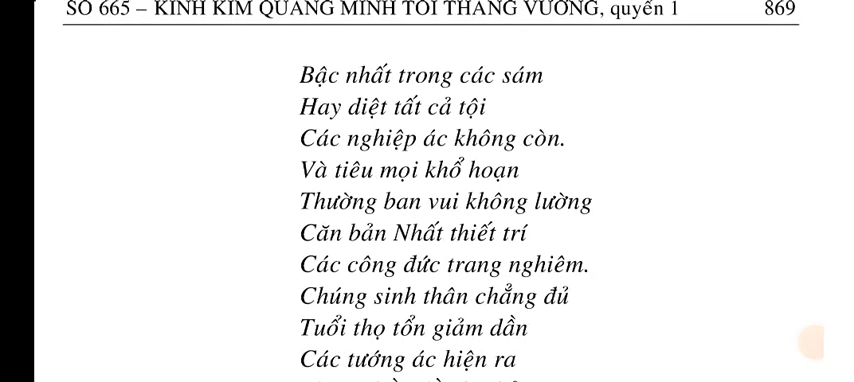 SỐ 665 – KINH KIM QUANG MINH TỐI THẮNG VƯƠNG, quyển 1 869
Bậc nhất trong các sám
Hay diệt tất cả tội
Các nghiệp ác không còn.
Và tiêu mọi khổ hoạn
Thường ban vui không lường
Căn bản Nhất thiết trí
Các công đức trang nghiêm.
Chúng sinh thân chẳng đủ
Tuổi thọ tổn giảm dần
Các tướng ác hiện ra